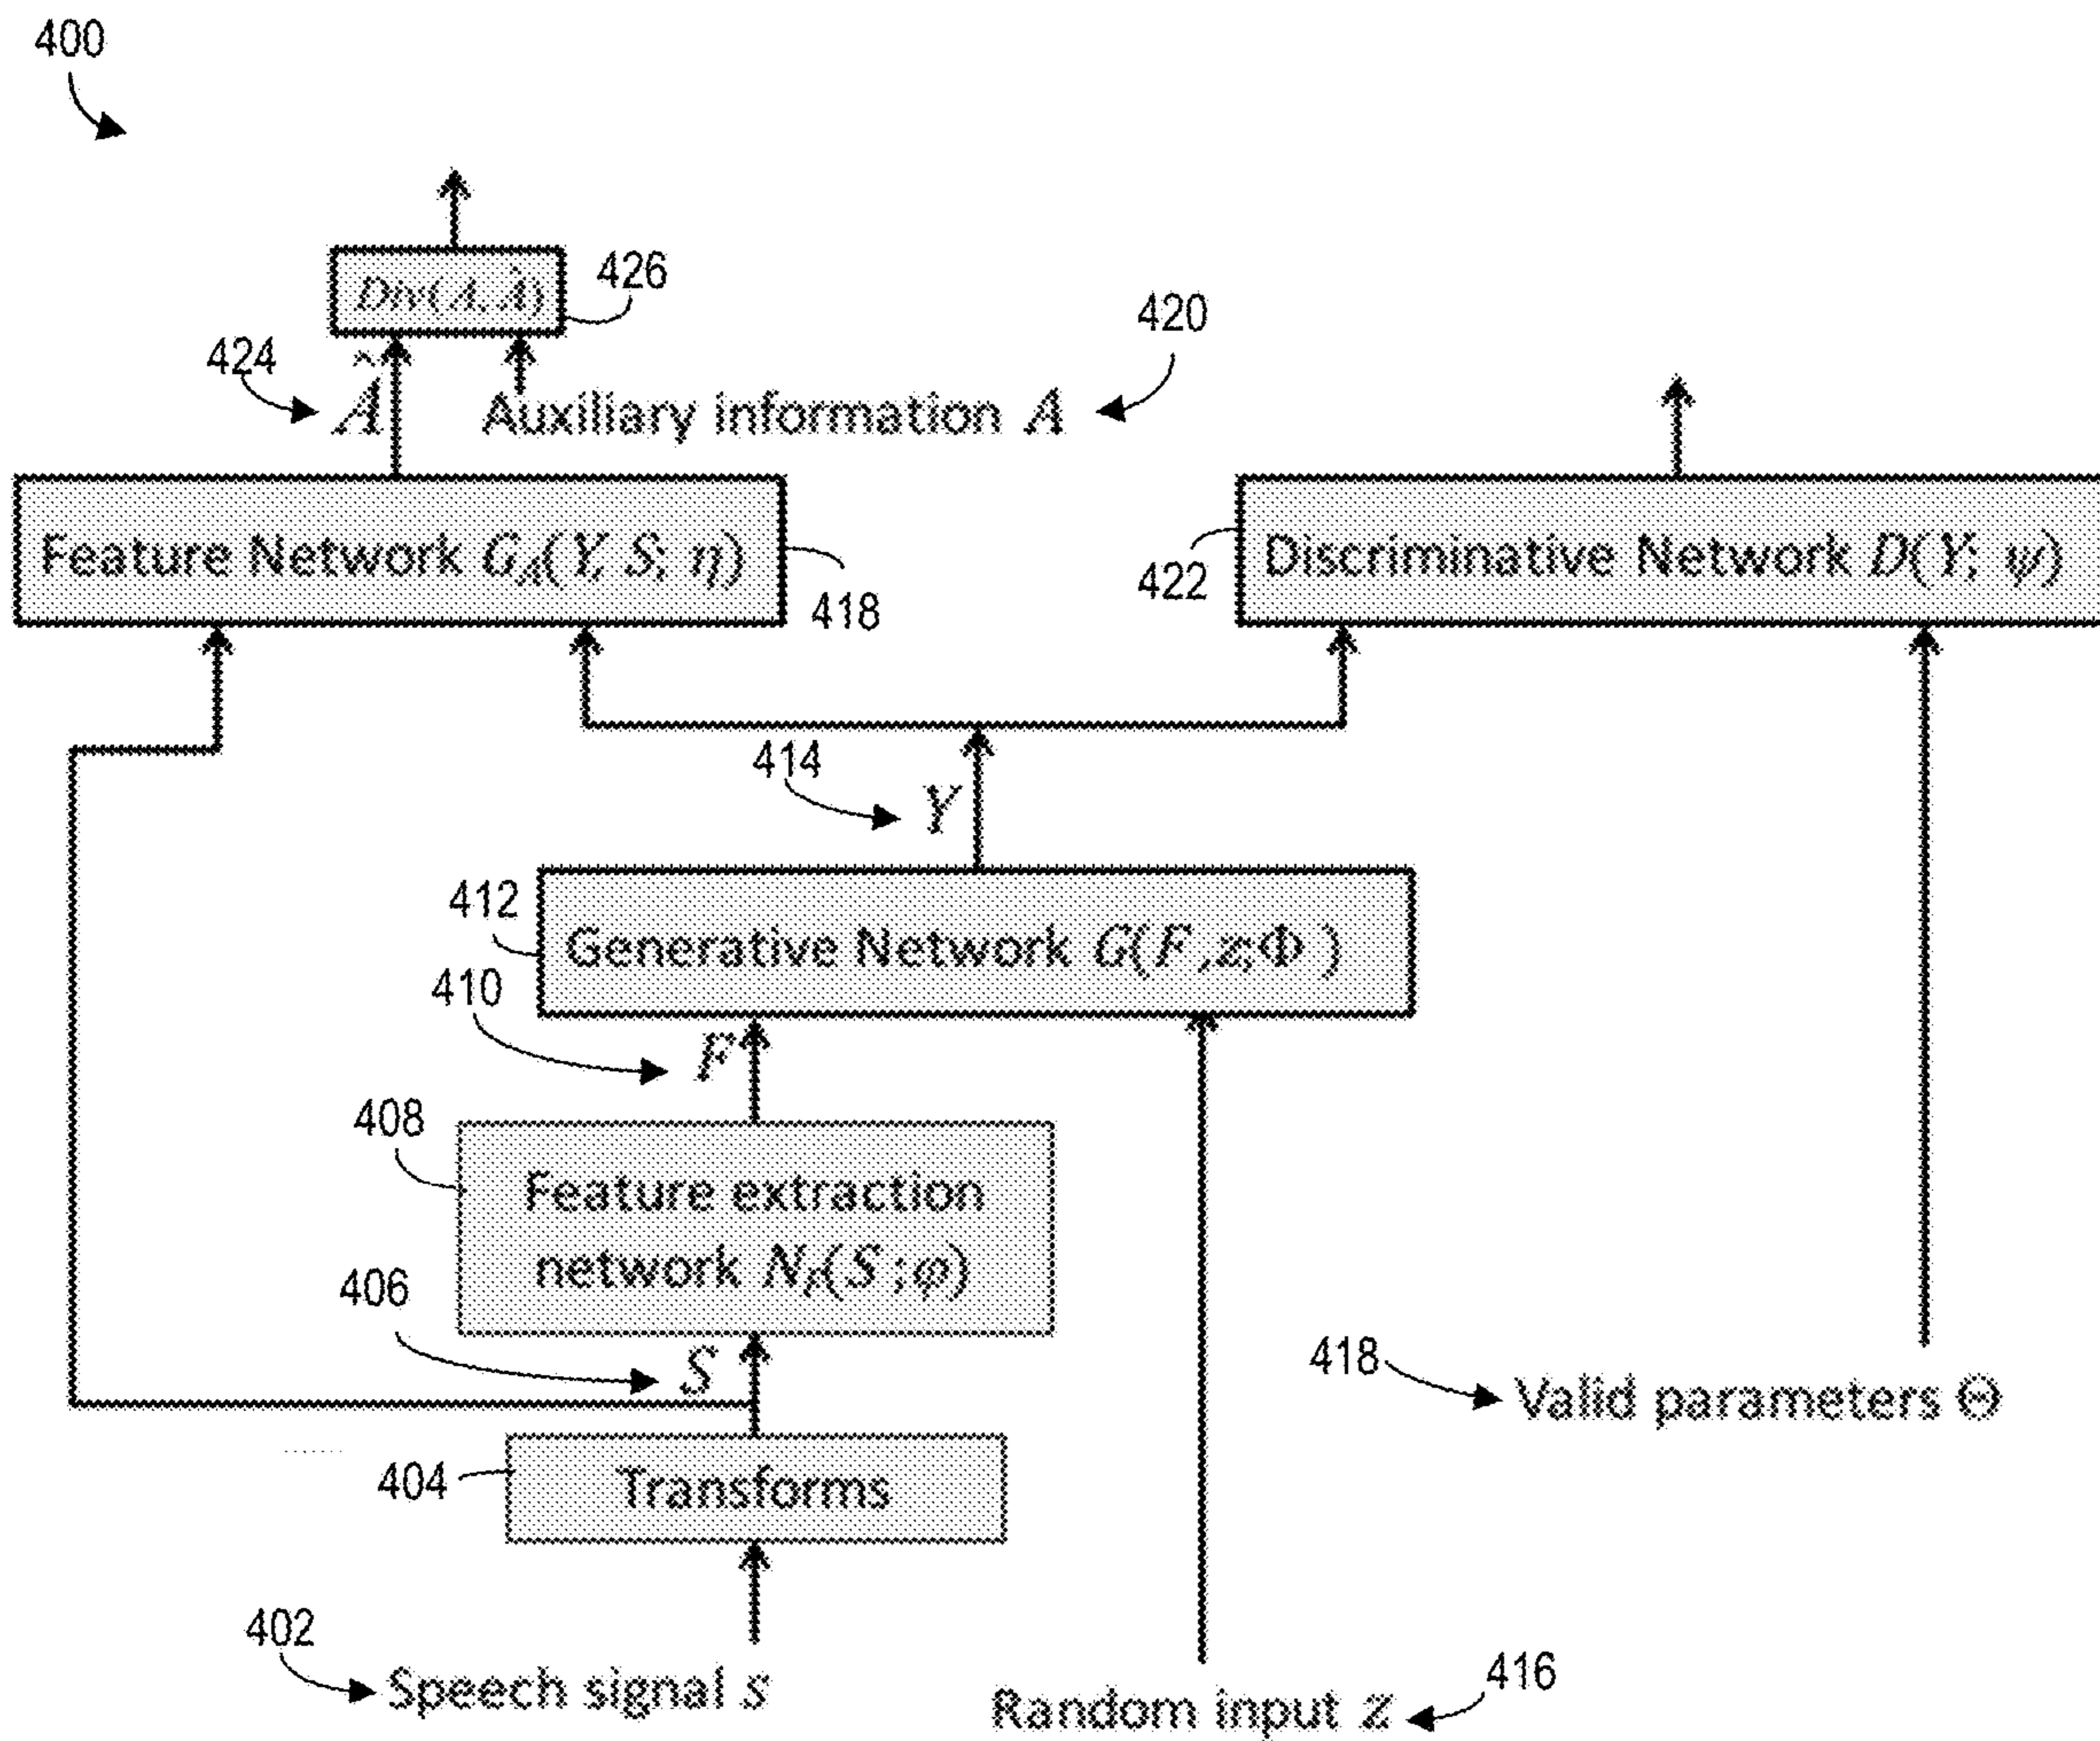 400
Div(A, Â)
426
424
Â
Auxiliary information A
420
Feature Network G_A(Y, S; η)
418
422
Discriminative Network D(Y; ψ)
414
Y
412
Generative Network G(F ,z;Φ )
410
F
408
Feature extraction
network N_F(S ;φ)
406
S
418
Valid parameters Θ
404
Transforms
402
Speech signal s
Random input z
416